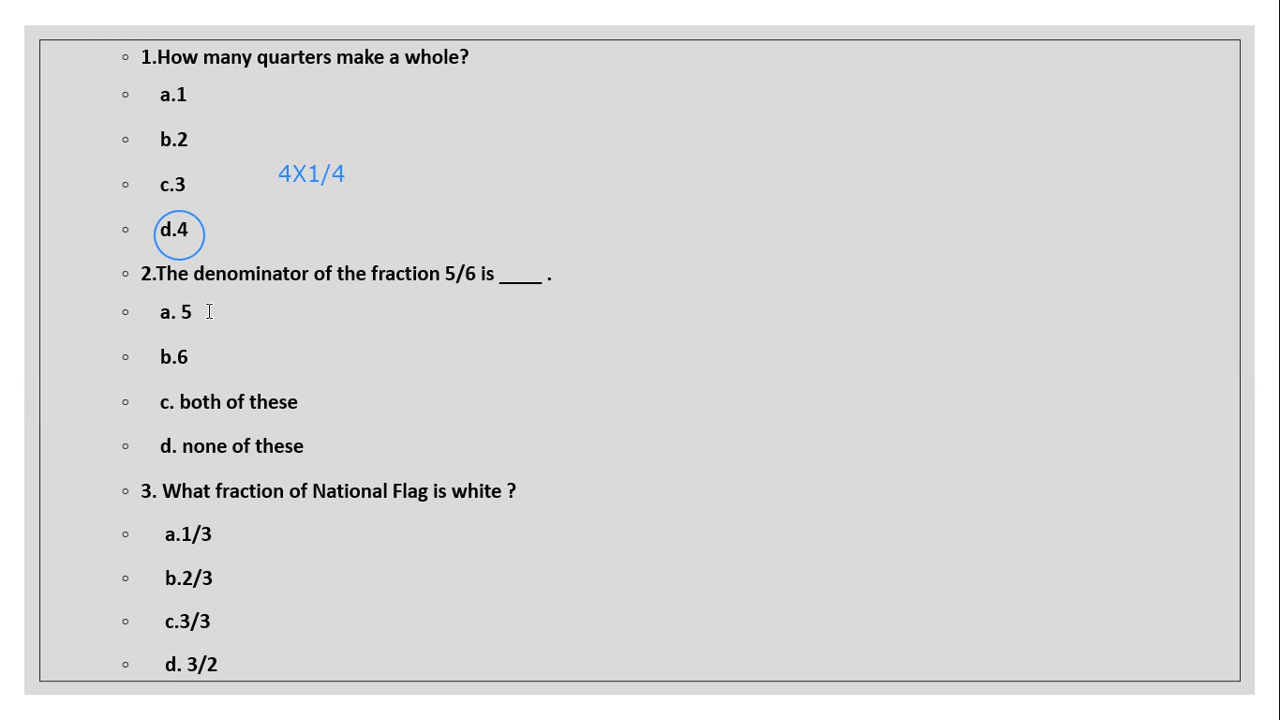 1.How many quarters make a whole?
a.1
b.2
4X1/4
c.3
d.4
2.The denominator of the fraction 5/6 is ____ .
a. 5
b.6
c. both of these
d. none of these
3. What fraction of National Flag is white ?
a.1/3
b.2/3
c.3/3
d. 3/2